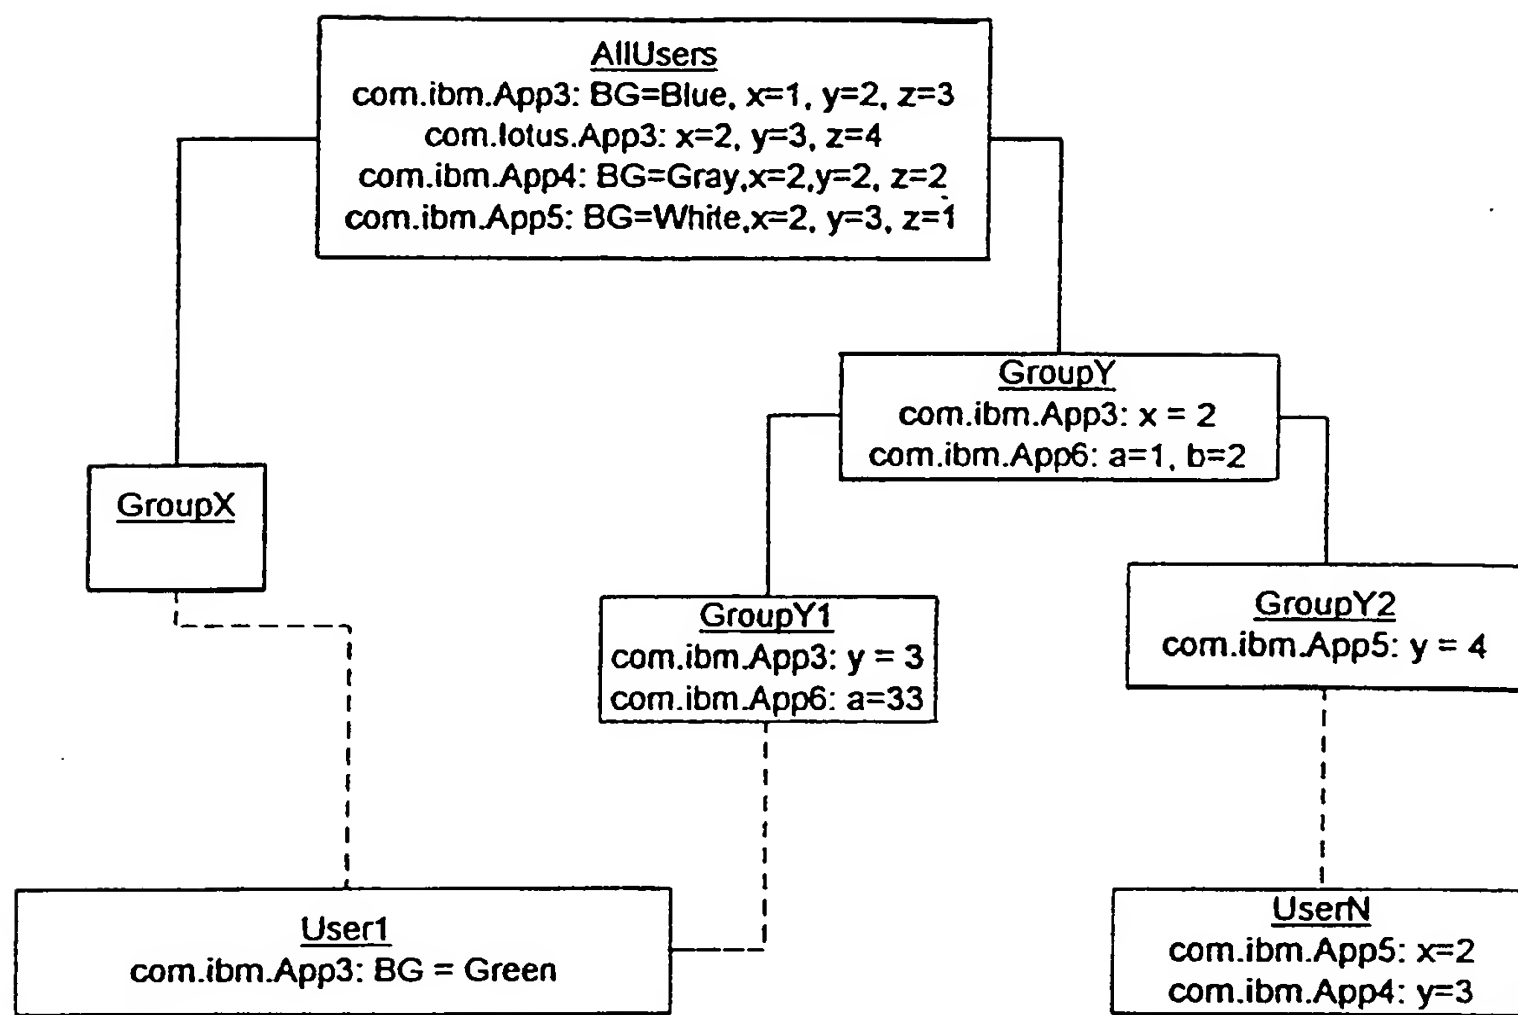 AllUsers
com.ibm.App3: BG=Blue, x=1, y=2, z=3
com.lotus.App3: x=2, y=3, z=4
com.ibm.App4: BG=Gray,x=2,y=2, z=2
com.ibm.App5: BG=White,x=2, y=3, z=1
GroupY
com.ibm.App3: x = 2
com.ibm.App6: a=1, b=2
GroupX
GroupY1
com.ibm.App3: y = 3
com.ibm.App6: a=33
GroupY2
com.ibm.App5: y = 4
User1
com.ibm.App3: BG = Green
UserN
com.ibm.App5: x=2
com.ibm.App4: y=3